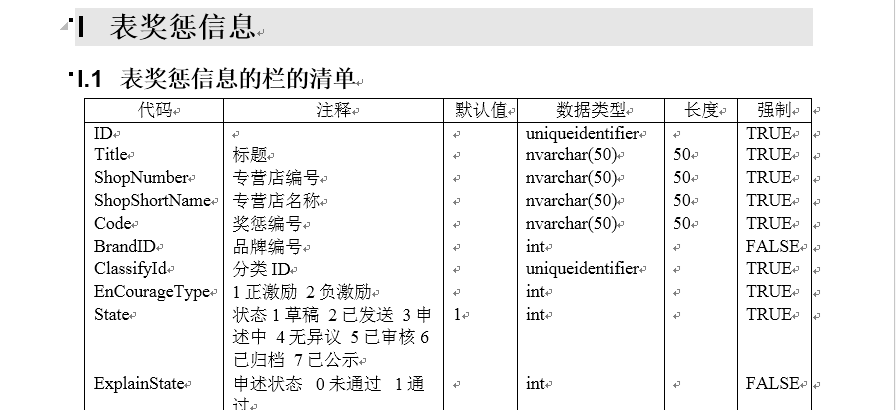 I 表奖惩信息
I.1 表奖惩信息的栏的清单
代码 注释 默认值 数据类型 长度 强制
ID uniqueidentifier TRUE
Title 标题 nvarchar(50) 50 TRUE
ShopNumber 专营店编号 nvarchar(50) 50 TRUE
ShopShortName 专营店名称 nvarchar(50) 50 TRUE
Code 奖惩编号 nvarchar(50) 50 TRUE
BrandID 品牌编号 int FALSE
ClassifyId 分类 ID uniqueidentifier TRUE
EnCourageType 1 正激励 2 负激励 int TRUE
State 状态 1 草稿 2 已发送 3 申 1 int TRUE
述中 4 无异议 5 已审核 6
已归档 7 已公示
ExplainState 申述状态 0 未通过 1 通 int FALSE
过